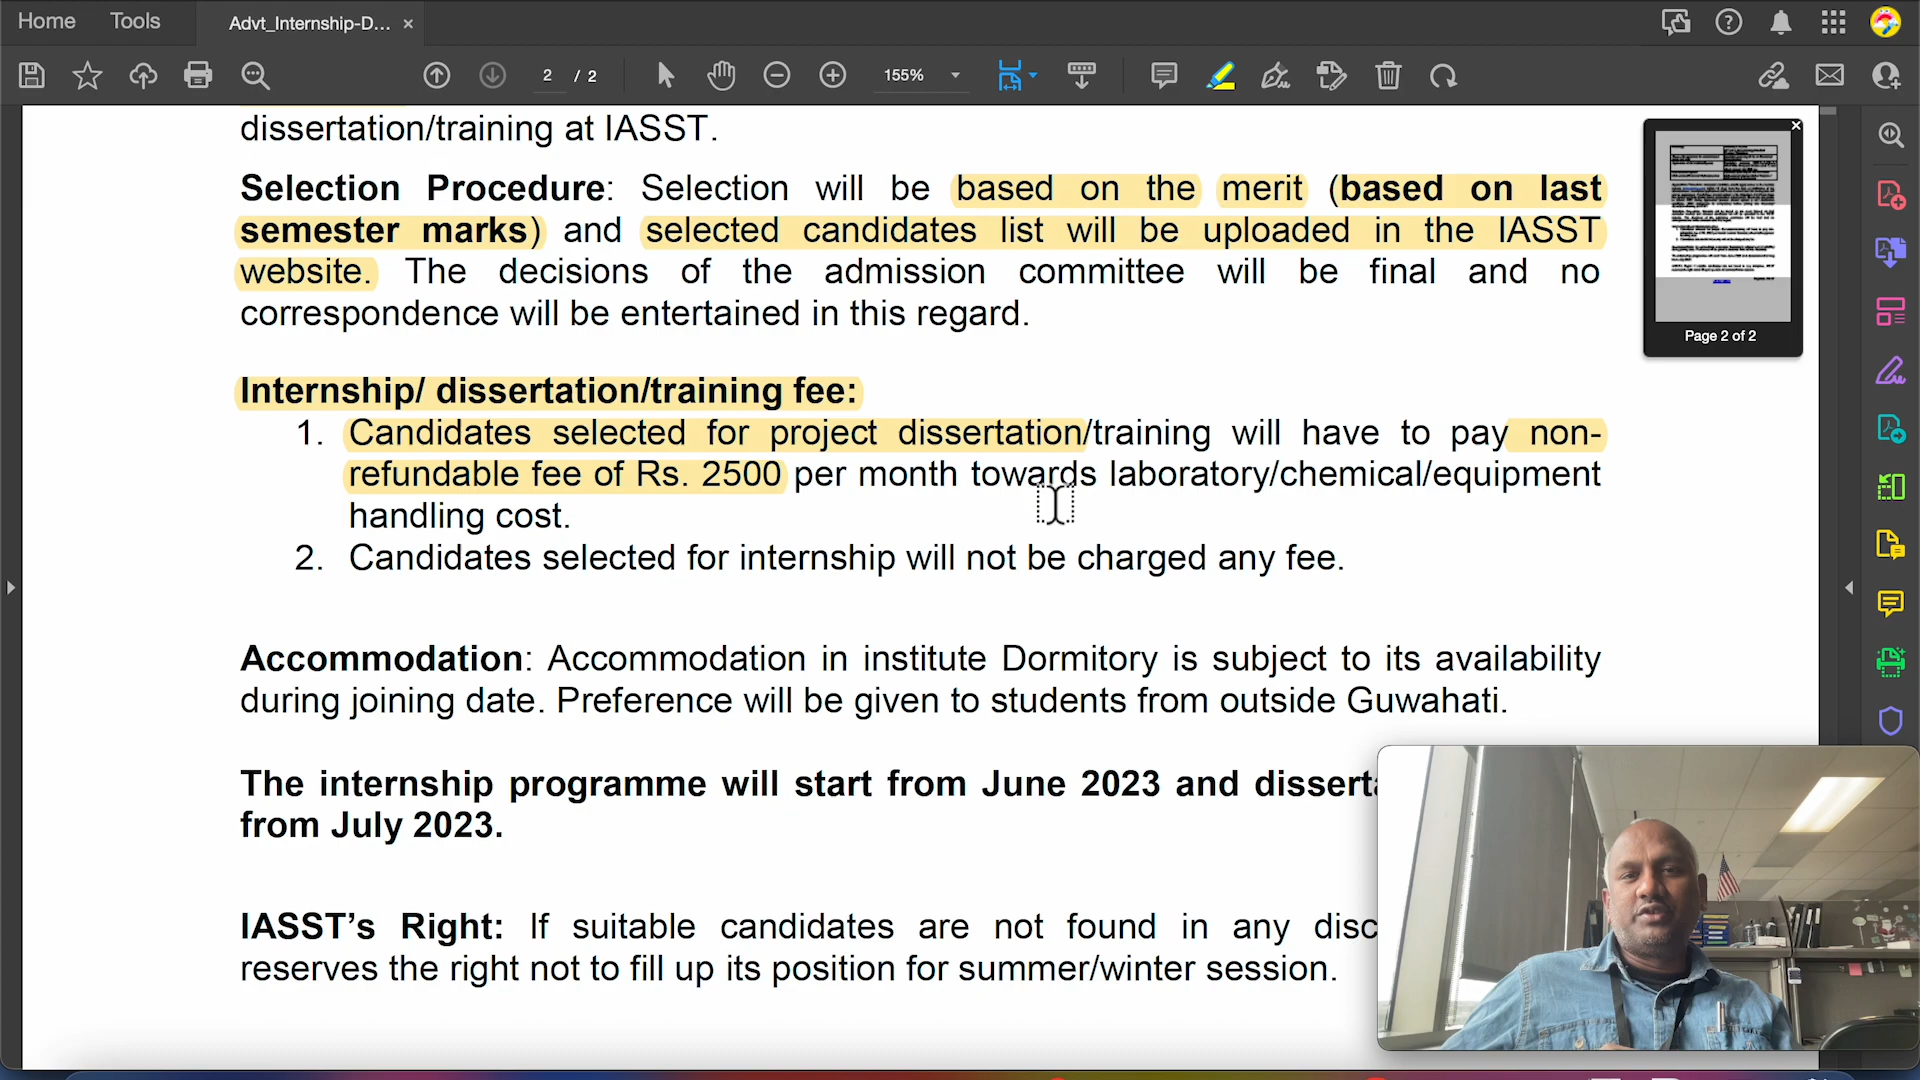 Home Tools Advt_Internship-D... ×
2 / 2 155%
dissertation/training at IASST.
Selection Procedure: Selection will be based on the merit (based on last
semester marks) and selected candidates list will be uploaded in the IASST
website. The decisions of the admission committee will be final and no
correspondence will be entertained in this regard.
Page 2 of 2
Internship/ dissertation/training fee:
1. Candidates selected for project dissertation/training will have to pay non-
refundable fee of Rs. 2500 per month towards laboratory/chemical/equipment
handling cost.
2. Candidates selected for internship will not be charged any fee.
Accommodation: Accommodation in institute Dormitory is subject to its availability
during joining date. Preference will be given to students from outside Guwahati.
The internship programme will start from June 2023 and disserta
from July 2023.
IASST’s Right: If suitable candidates are not found in any disc
reserves the right not to fill up its position for summer/winter session.